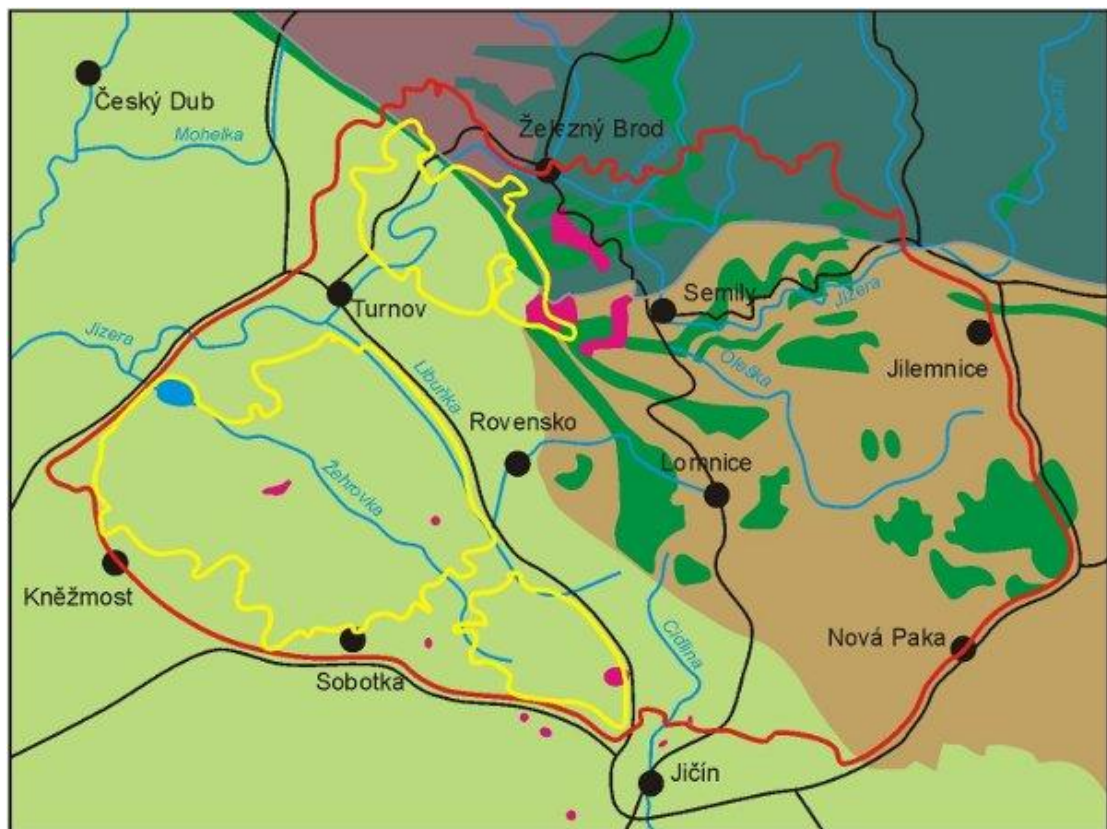 Český Dub
Mohelka
Železný Brod
Turnov
Semily
Jizera
Jizera
Jilemnice
Oleška
Libuňka
Rovensko
Lomnice
Žehrovka
Kněžmost
Sobotka
Cidlina
Nová Paka
Jičín